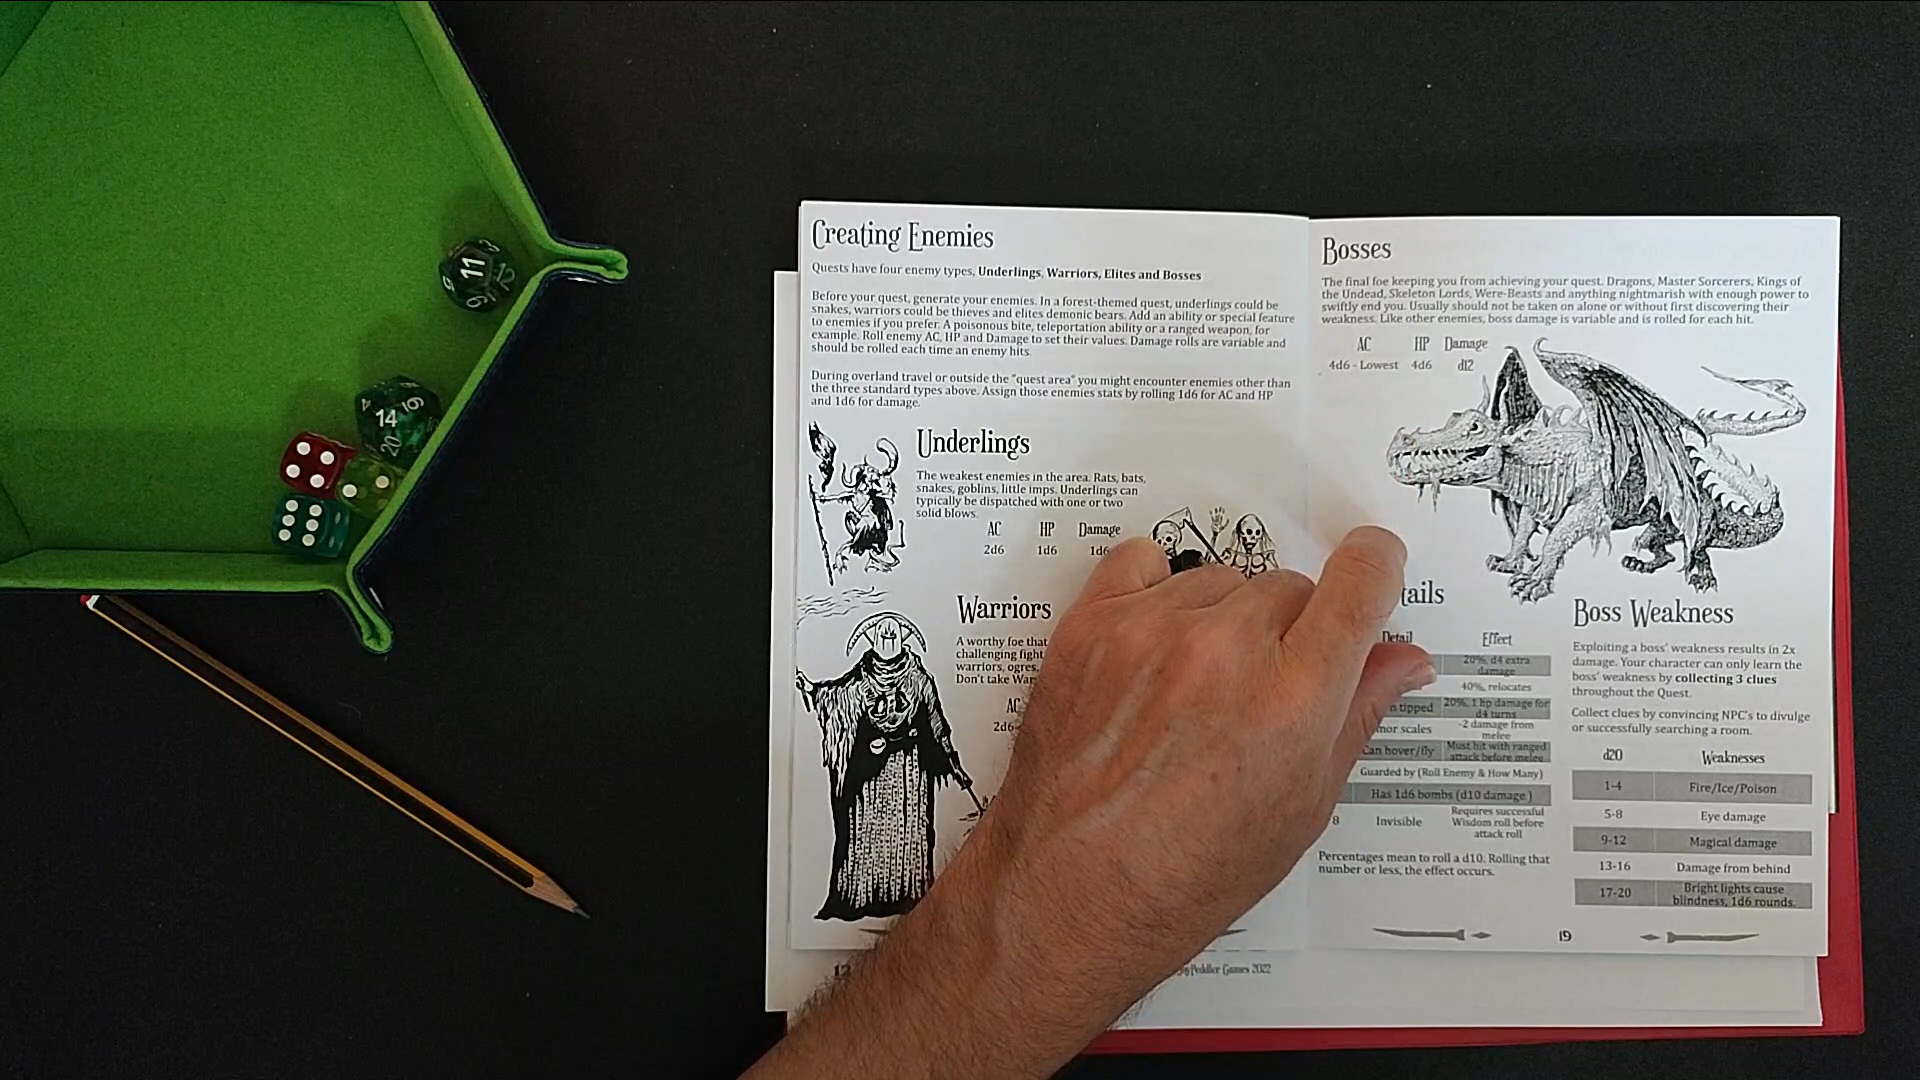 Creating Enemies
Quests have four enemy types, Underlings, Warriors, Elites and Bosses
Before your quest, generate your enemies. In a forest-themed quest, underlings could be
snakes, warriors could be thieves and elites demonic bears. Add an ability or special feature
to enemies if you prefer. A poisonous bite, teleportation ability or a ranged weapon, for
example. Roll enemy AC, HP and Damage to set their values. Damage rolls are variable and
should be rolled each time an enemy hits.
During overland travel or outside the "quest area" you might encounter enemies other than
the three standard types above. Assign those enemies stats by rolling 1d6 for AC and HP
and 1d6 for damage.
Underlings
The weakest enemies in the area. Rats, bats,
snakes, goblins, little imps. Underlings can
typically be dispatched with one or two
solid blows.
AC HP Damage
2d6 1d6 1d6
Warriors
A worthy foe that
challenging fight
warriors, ogres,
Don't take
AC
2d6
12
Peddler Games 2022
Bosses
The final foe keeping you from achieving your quest. Dragons, Master Sorcerers, Kings of
the Undead, Skeleton Lords, Were-Beasts and anything nightmarish with enough power to
swiftly end you. Usually should not be taken on alone or without first discovering their
weakness. Like other enemies, boss damage is variable and is rolled for each hit.
AC HP Damage
4d6 - Lowest 4d6 d12
tails
Detail Effect
20%, d4 extra
damage
40%, relocates
tipped 20%, 1 hp damage for
d4 turns
scales -2 damage from
melee
Can hover/fly Must hit with ranged
attack before melee
Guarded by (Roll Enemy & How Many)
Has 1d6 bombs (d10 damage )
8 Invisible Requires successful
Wisdom roll before
attack roll
Percentages mean to roll a d10. Rolling that
number or less, the effect occurs.
Boss Weakness
Exploiting a boss' weakness results in 2x
damage. Your character can only learn the
boss' weakness by collecting 3 clues
throughout the Quest.
Collect clues by convincing NPC's to divulge
or successfully searching a room.
d20 Weaknesses
1-4 Fire/Ice/Poison
5-8 Eye damage
9-12 Magical damage
13-16 Damage from behind
17-20 Bright lights cause
blindness, 1d6 rounds.
19
11
12
14
20